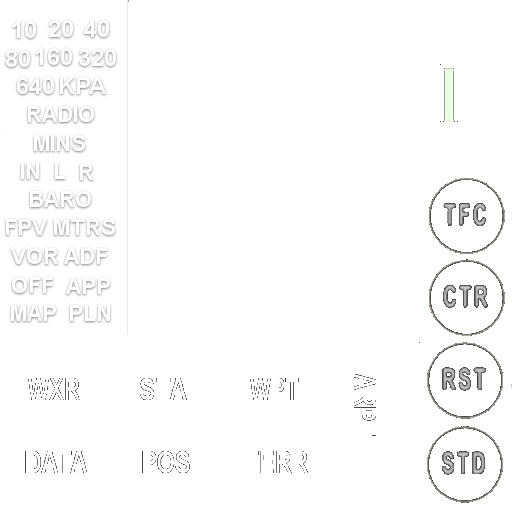 10 20 40
80 160 320
640 KPA
RADIO
MINS
IN L R
BARO
FPV MTRS
VOR ADF
OFF APP
MAP PLN
TFC
CTR
RST
STD
WXR STA WPT
DATA POS TERR